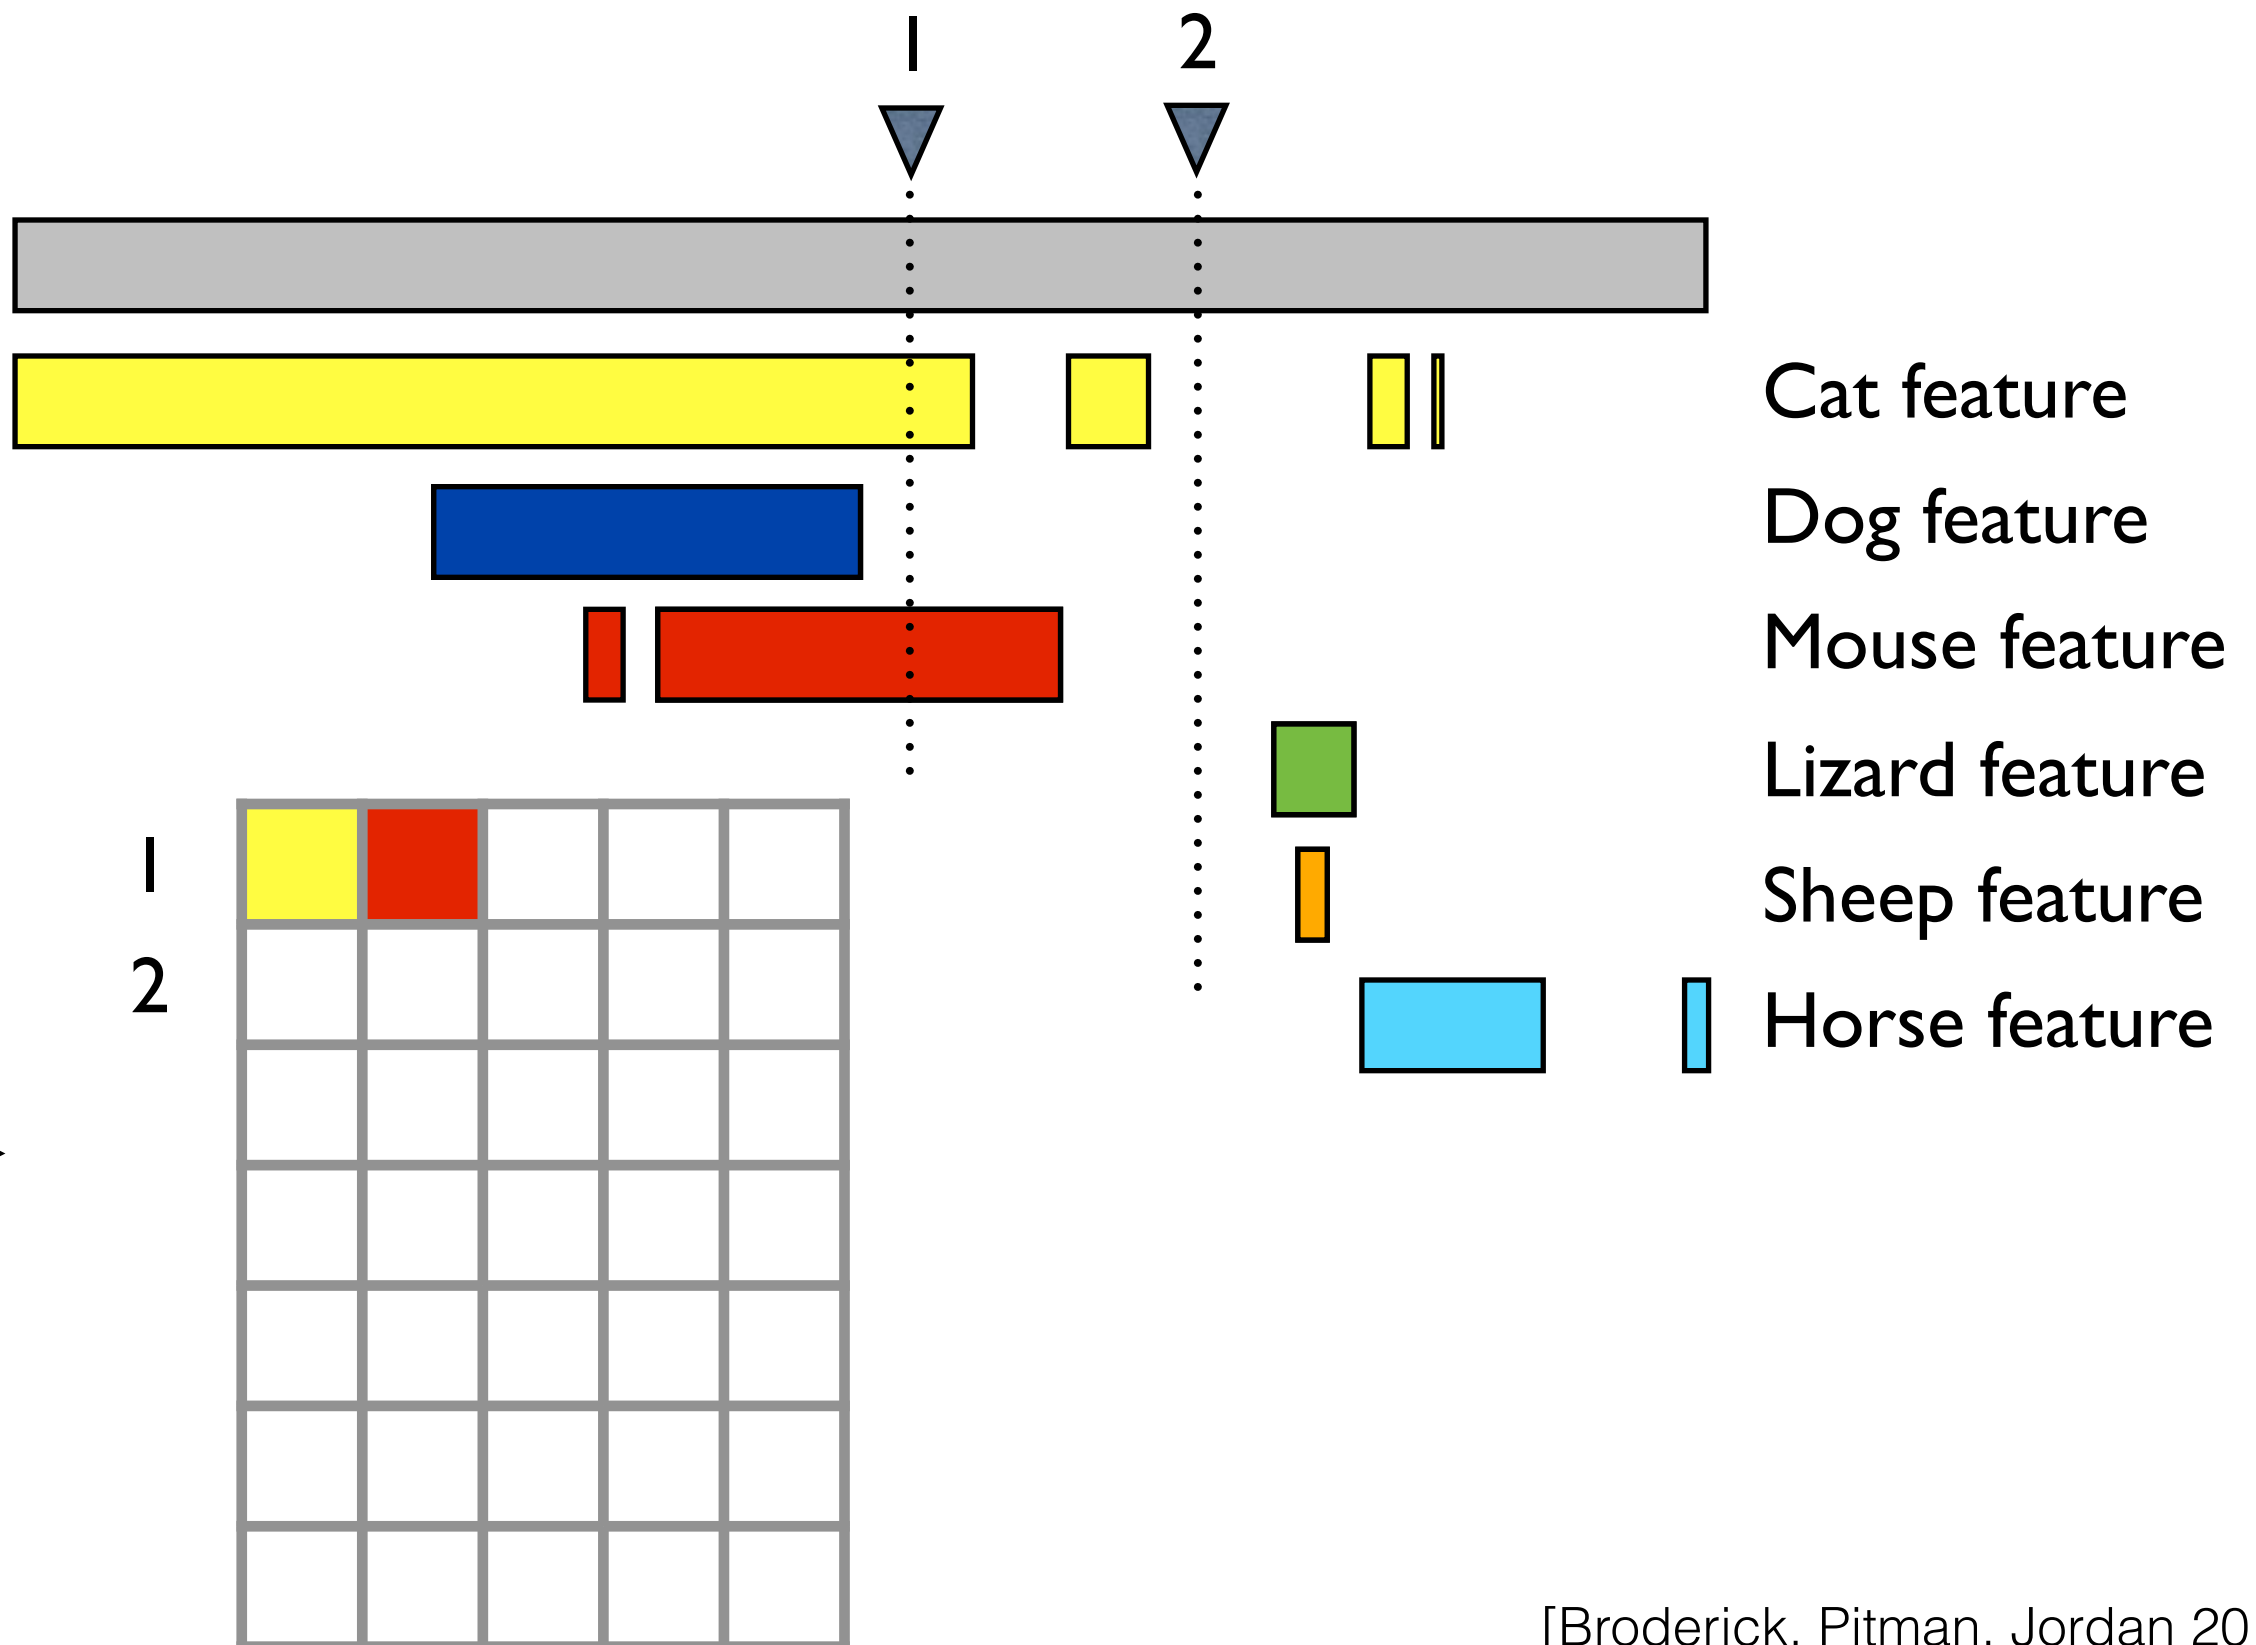 1 2
Cat feature
Dog feature
Mouse feature
Lizard feature
1
Sheep feature
2
Horse feature
[Broderick, Pitman, Jordan 20